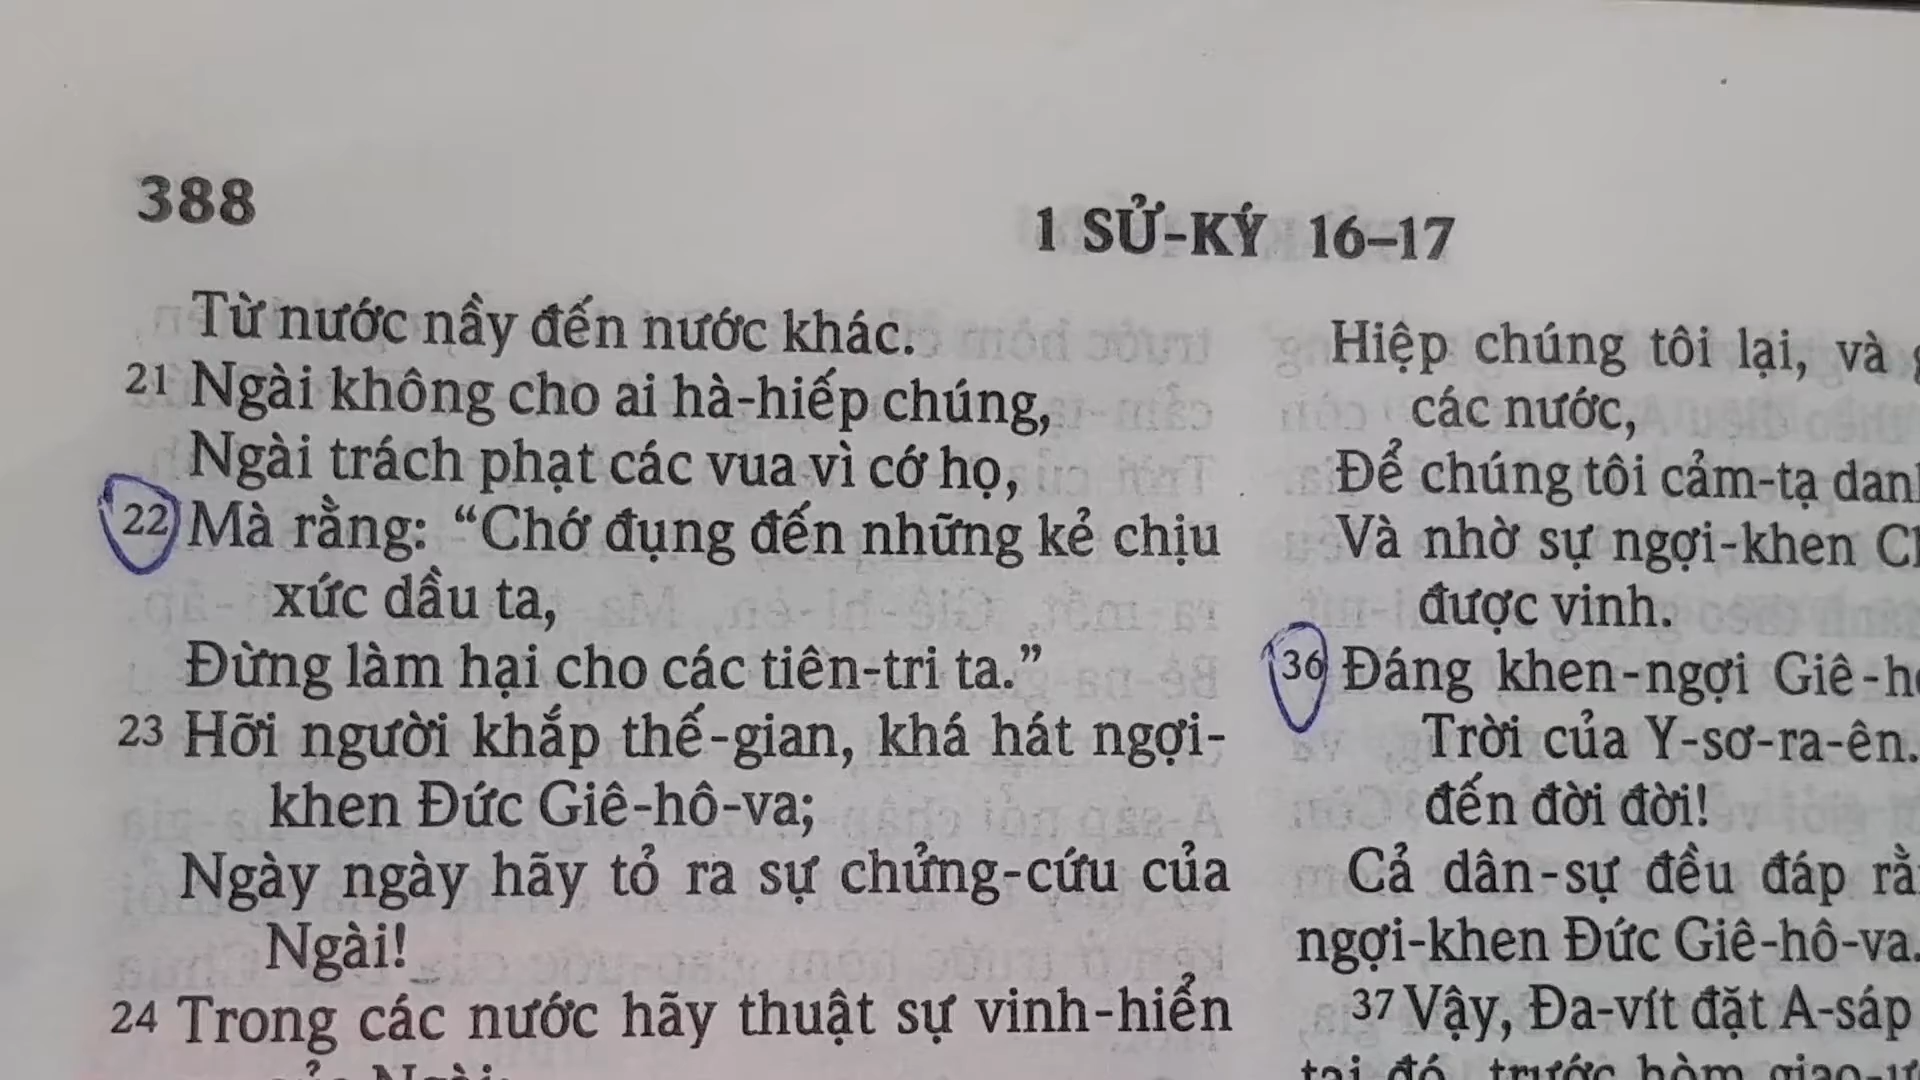 388
1 SỬ-KÝ 16-17
Từ nước nầy đến nước khác.
21 Ngài không cho ai hà-hiếp chúng,
Ngài trách phạt các vua vì cớ họ,
22 Mà rằng: “Chớ đụng đến những kẻ chịu
xức dầu ta,
Đừng làm hại cho các tiên-tri ta.”
23 Hỡi người khắp thế-gian, khá hát ngợi-
khen Đức Giê-hô-va;
Ngày ngày hãy tỏ ra sự chửng-cứu của
Ngài!
24 Trong các nước hãy thuật sự vinh-hiển
Hiệp chúng tôi lại, và
các nước,
Để chúng tôi cảm-tạ
Và nhờ sự ngợi-khen
được vinh.
36 Đáng khen-ngợi
Trời của Y-sơ-ra-ên.
đến đời đời!
Cả dân-sự đều đáp
ngợi-khen Đức Giê-hô-va.
37 Vậy, Đa-vít đặt A-sáp